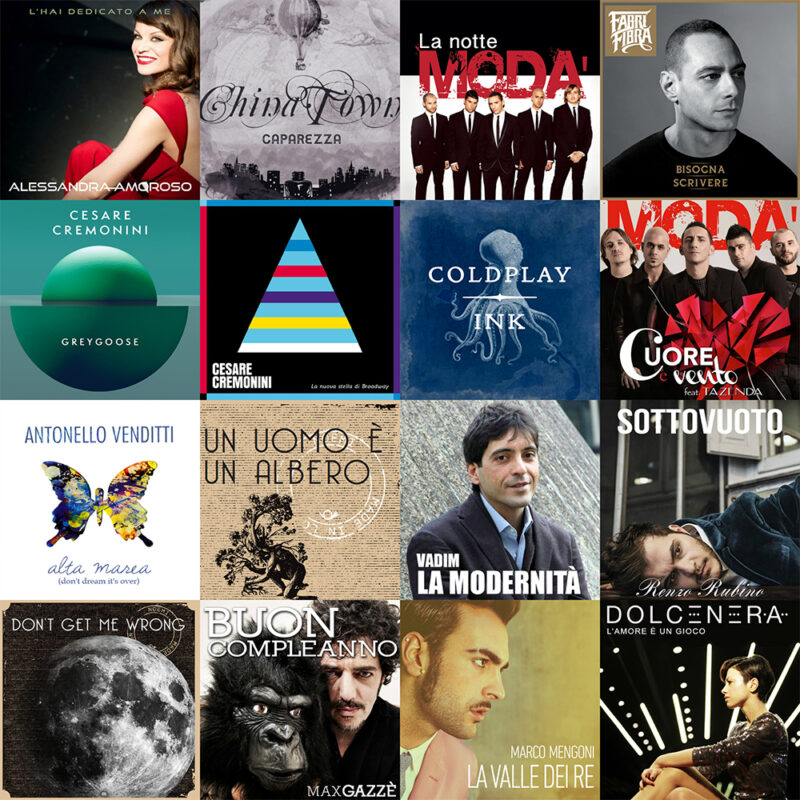 L'HAI DEDICATO A ME
ALESSANDRA AMOROSO
China Town
CAPAREZZA
La notte
MODA'
FABRI
FIBRA
BISOGNA
SCRIVERE
CESARE
CREMONINI
GREYGOOSE
CESARE
CREMONINI
La nuova stella di Broadway
COLDPLAY
INK
MODA'
CUORE
e vento
feat. TAZENDA
ANTONELLO VENDITTI
alta marea
(don't dream it's over)
UN UOMO È
UN ALBERO
VADIM
LA MODERNITÀ
SOTTOVUOTO
Renzo Rubino
DON'T GET ME WRONG
BUON
COMPLEANNO
MAX GAZZÈ
MARCO MENGONI
LA VALLE DEI RE
DOLCENERA
L'AMORE È UN GIOCO